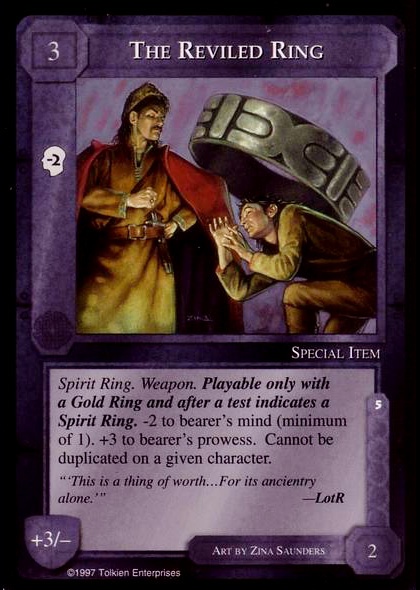 3
THE REVILED RING
-2
ZINA
SPECIAL ITEM
Spirit Ring. Weapon. Playable only with
a Gold Ring and after a test indicates a
Spirit Ring. -2 to bearer's mind (minimum
of 1). +3 to bearer's prowess. Cannot be
duplicated on a given character.
"'This is a thing of worth...For its ancientry
alone.'" —LotR
5
+3/–
ART BY ZINA SAUNDERS
2
©1997 Tolkien Enterprises